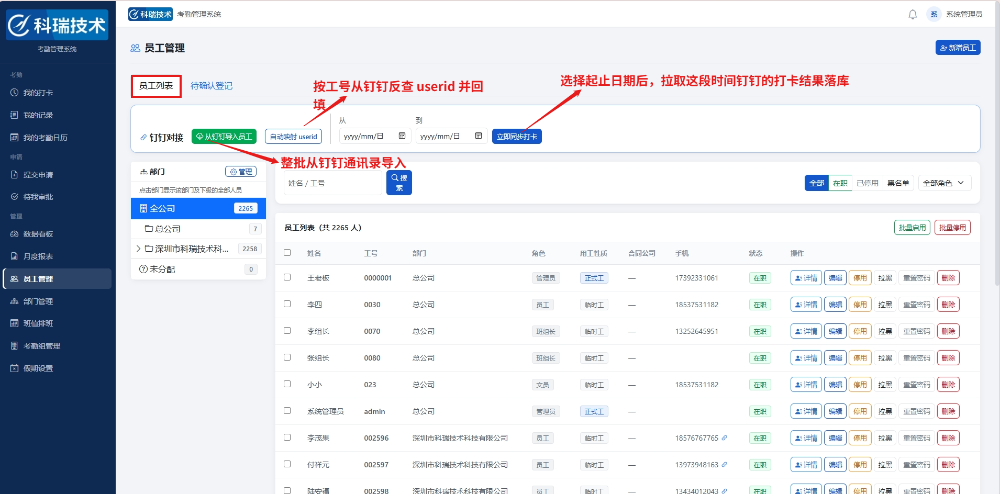 科瑞技术
考勤管理系统
考勤
我的打卡
我的记录
我的考勤日历
申请
提交申请
待我审批
管理
数据看板
月度报表
员工管理
部门管理
班值排班
考勤组管理
假期设置
科瑞技术 考勤管理系统
系 系统管理员
员工管理
新增员工
员工列表 待确认登记
按工号从钉钉反查 userid 并回
填
选择起止日期后，拉取这段时间钉钉的打卡结果落库
从 到
钉钉对接 从钉钉导入员工 自动映射 userid yyyy/mm/日 yyyy/mm/日 立即同步打卡
整批从钉钉通讯录导入
部门 管理
点击部门显示该部门及下级的全部人员
全公司 2265
总公司 7
深圳市科瑞技术科... 2258
未分配 0
姓名 / 工号
搜
索
全部 在职 已停用 黑名单 全部角色
员工列表（共 2265 人）
批量启用 批量停用
姓名 工号 部门 角色 用工性质 合同公司 手机 状态 操作
王老板 0000001 总公司 管理员 正式工 — 17392331061 在职 详情 编辑 停用 拉黑 重置密码 删除
李四 0030 总公司 员工 临时工 — 18537531182 在职 详情 编辑 停用 拉黑 重置密码 删除
李组长 0070 总公司 班组长 临时工 — 13252645951 在职 详情 编辑 停用 拉黑 重置密码 删除
张组长 0080 总公司 班组长 临时工 — 在职 详情 编辑 停用 拉黑 重置密码 删除
小小 023 总公司 文员 临时工 — 18537531182 在职 详情 编辑 停用 拉黑 重置密码 删除
系统管理员 admin 总公司 管理员 正式工 — 在职 详情 编辑 停用 拉黑 重置密码 删除
李茂果 002596 深圳市科瑞技术科技有限公司 员工 临时工 — 18576767765 在职 详情 编辑 停用 拉黑 重置密码 删除
付祥元 002597 深圳市科瑞技术科技有限公司 员工 临时工 — 13973948163 在职 详情 编辑 停用 拉黑 重置密码 删除
陆安福 002598 深圳市科瑞技术科技有限公司 员工 临时工 — 13434012043 在职 详情 编辑 停用 拉黑 重置密码 删除